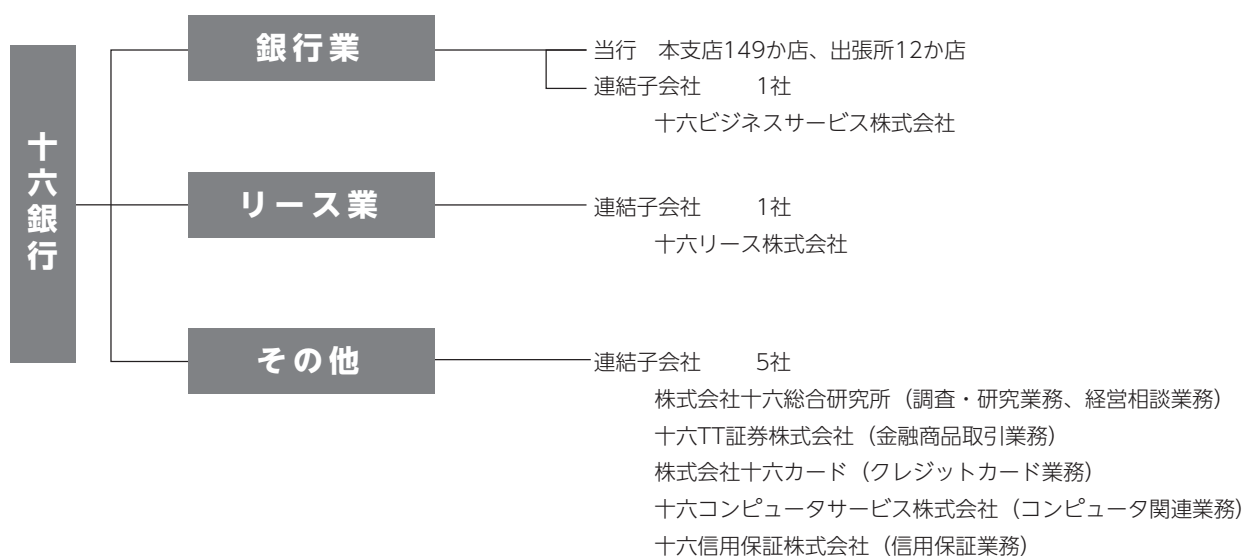 十六銀行
銀行業
当行 本支店149か店、出張所12か店
連結子会社 1社
十六ビジネスサービス株式会社
リース業
連結子会社 1社
十六リース株式会社
その他
連結子会社 5社
株式会社十六総合研究所（調査・研究業務、経営相談業務）
十六TT証券株式会社（金融商品取引業務）
株式会社十六カード（クレジットカード業務）
十六コンピュータサービス株式会社（コンピュータ関連業務）
十六信用保証株式会社（信用保証業務）